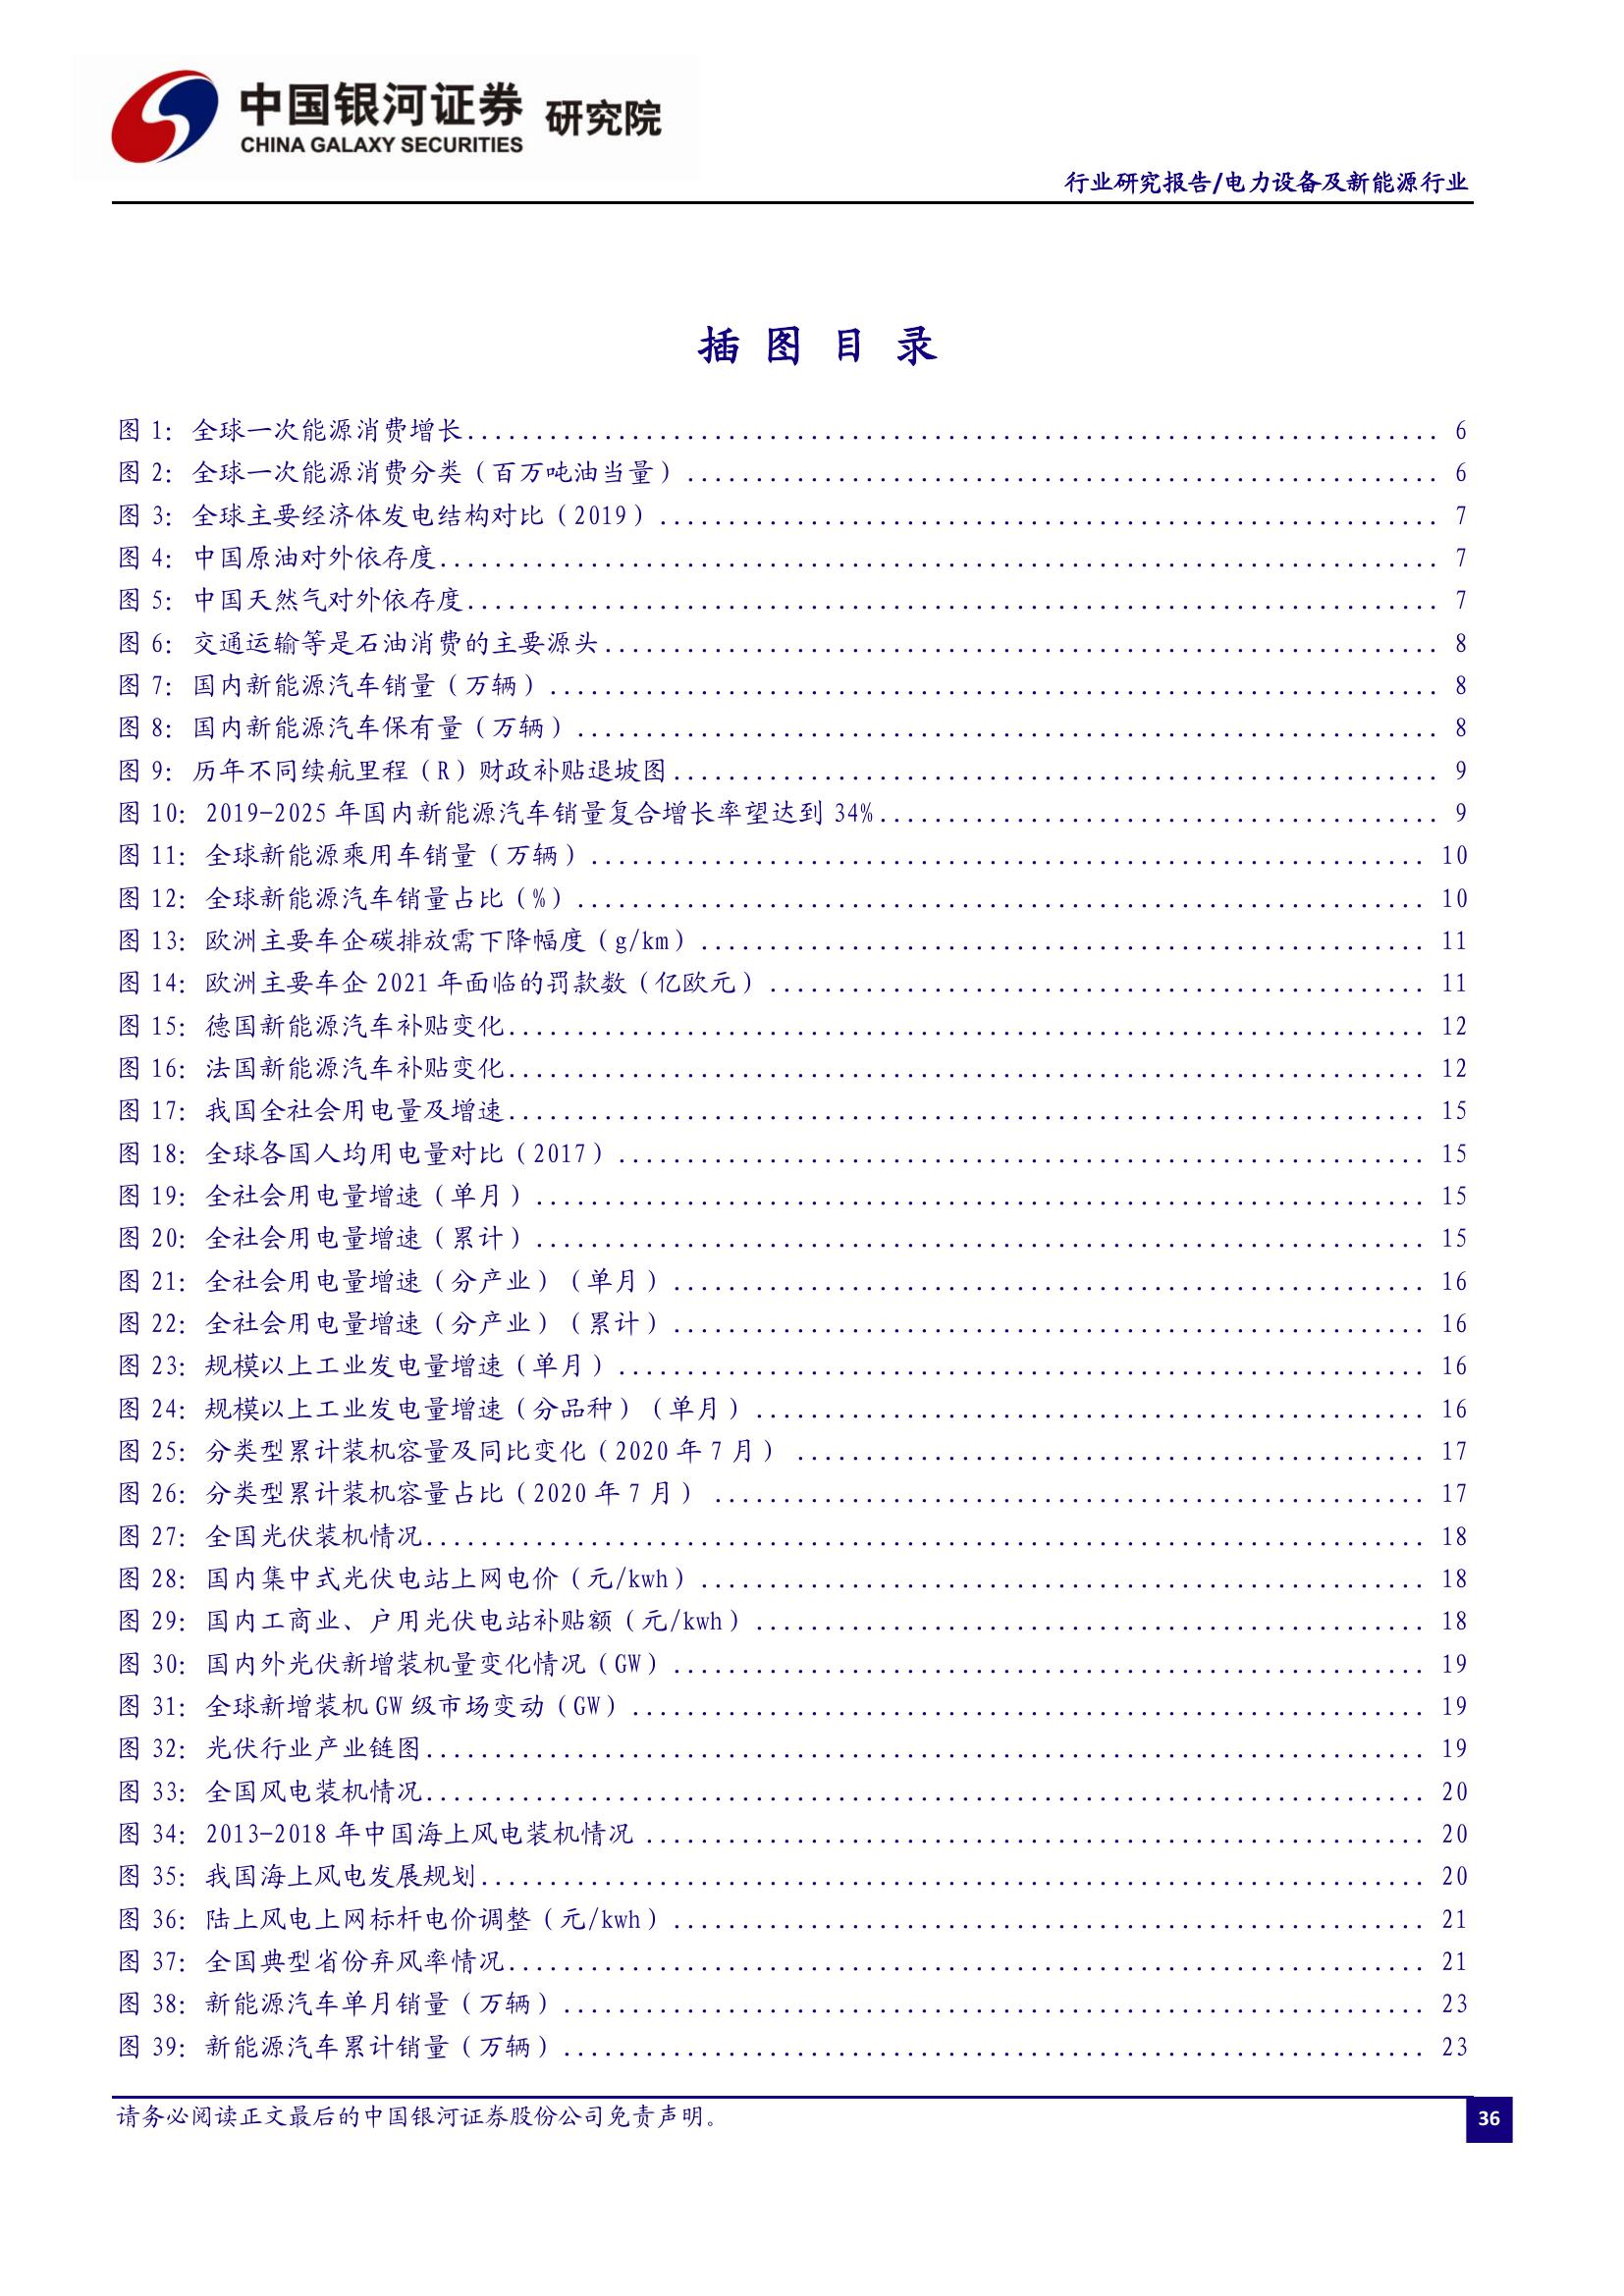 中国银河证券 研究院
CHINA GALAXY SECURITIES
行业研究报告/电力设备及新能源行业
插 图 目 录
图 1：全球一次能源消费增长........................................ 6
图 2：全球一次能源消费分类（百万吨油当量）........................................ 6
图 3：全球主要经济体发电结构对比（2019）........................................ 7
图 4：中国原油对外依存度........................................ 7
图 5：中国天然气对外依存度........................................ 7
图 6：交通运输等是石油消费的主要源头........................................ 8
图 7：国内新能源汽车销量（万辆）........................................ 8
图 8：国内新能源汽车保有量（万辆）........................................ 8
图 9：历年不同续航里程（R）财政补贴退坡图........................................ 9
图 10：2019-2025 年国内新能源汽车销量复合增长率望达到 34%........................................ 9
图 11：全球新能源乘用车销量（万辆）........................................ 10
图 12：全球新能源汽车销量占比（%）........................................ 10
图 13：欧洲主要车企碳排放需下降幅度（g/km）........................................ 11
图 14：欧洲主要车企 2021 年面临的罚款数（亿欧元）........................................ 11
图 15：德国新能源汽车补贴变化........................................ 12
图 16：法国新能源汽车补贴变化........................................ 12
图 17：我国全社会用电量及增速........................................ 15
图 18：全球各国人均用电量对比（2017）........................................ 15
图 19：全社会用电量增速（单月）........................................ 15
图 20：全社会用电量增速（累计）........................................ 15
图 21：全社会用电量增速（分产业）（单月）........................................ 16
图 22：全社会用电量增速（分产业）（累计）........................................ 16
图 23：规模以上工业发电量增速（单月）........................................ 16
图 24：规模以上工业发电量增速（分品种）（单月）........................................ 16
图 25：分类型累计装机容量及同比变化（2020 年 7 月）........................................ 17
图 26：分类型累计装机容量占比（2020 年 7 月）........................................ 17
图 27：全国光伏装机情况........................................ 18
图 28：国内集中式光伏电站上网电价（元/kwh）........................................ 18
图 29：国内工商业、户用光伏电站补贴额（元/kwh）........................................ 18
图 30：国内外光伏新增装机量变化情况（GW）........................................ 19
图 31：全球新增装机 GW 级市场变动（GW）........................................ 19
图 32：光伏行业产业链图........................................ 19
图 33：全国风电装机情况........................................ 20
图 34：2013-2018 年中国海上风电装机情况........................................ 20
图 35：我国海上风电发展规划........................................ 20
图 36：陆上风电上网标杆电价调整（元/kwh）........................................ 21
图 37：全国典型省份弃风率情况........................................ 21
图 38：新能源汽车单月销量（万辆）........................................ 23
图 39：新能源汽车累计销量（万辆）........................................ 23
请务必阅读正文最后的中国银河证券股份公司免责声明。
36